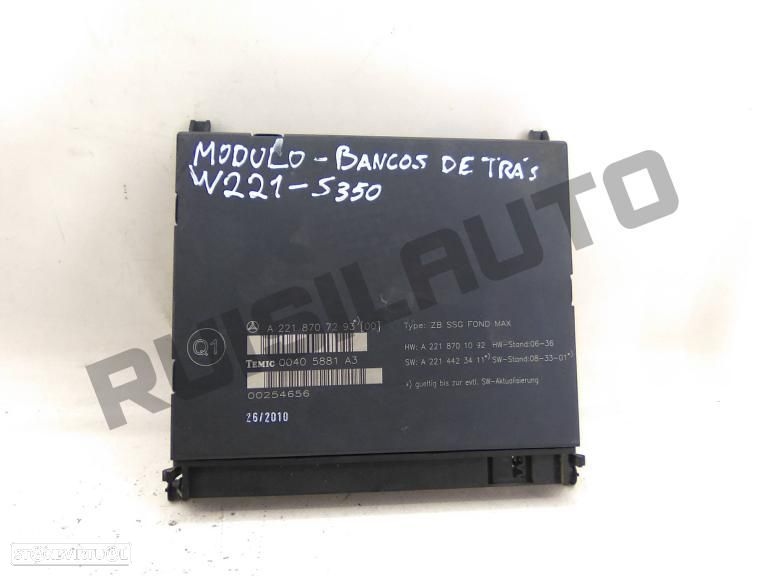 MODULO - BANCOS DE TRÁS
W221 - S350
RUISILAUTO
A 221 870 72 93*) [00]
Type: ZB SSG FOND MAX
Q1
HW: A 221 870 10 92 HW-Stand:06-36
TEMIC 0040 5881 A3
SW: A 221 442 34 11*) SW-Stand:08-33-01*)
*) gueltig bis zur evtl. SW-Aktualisierung
00254656
26/2010